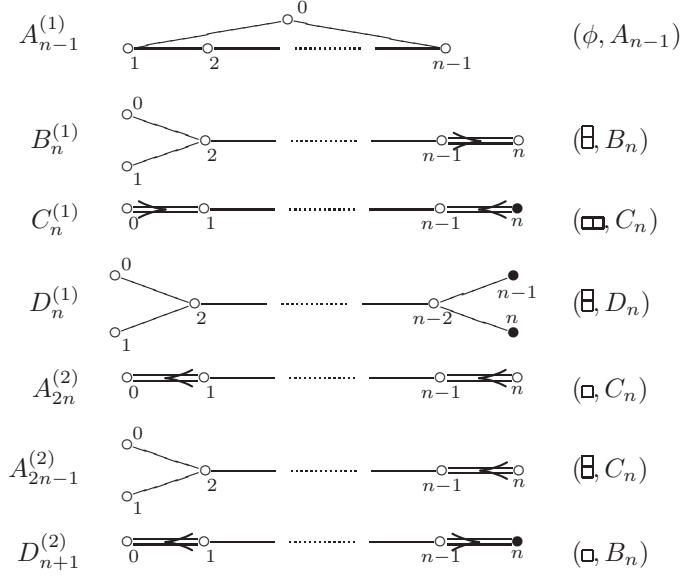 A_{n-1}^{(1)} 0 1 2 n−1 (ϕ, A_{n-1})
B_n^{(1)} 0 1 2 n−1 n (, B_n)
C_n^{(1)} 0 1 n−1 n (, C_n)
D_n^{(1)} 0 1 2 n−2 n−1 n (, D_n)
A_{2n}^{(2)} 0 1 n−1 n (□, C_n)
A_{2n-1}^{(2)} 0 1 2 n−1 n (, C_n)
D_{n+1}^{(2)} 0 1 n−1 n (□, B_n)